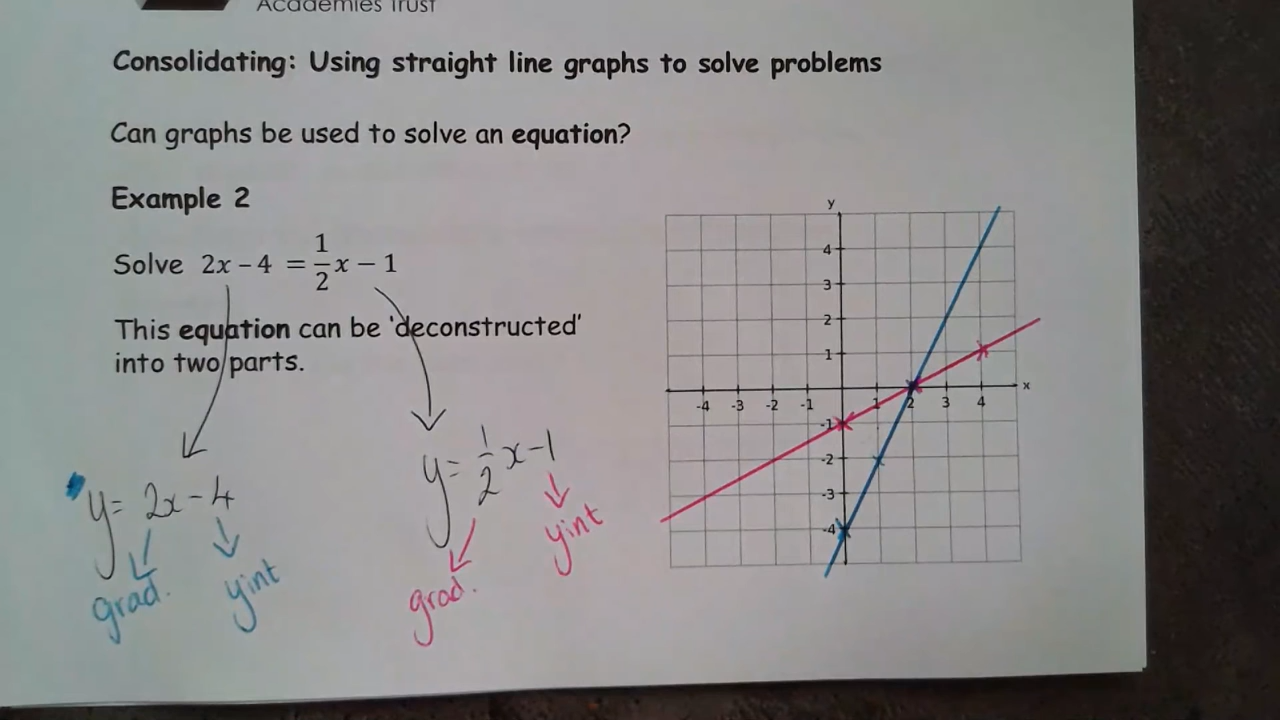 Academies Trust
Consolidating: Using straight line graphs to solve problems
Can graphs be used to solve an equation?
Example 2
Solve 2x – 4 = 1/2 x – 1
This equation can be 'deconstructed'
into two parts.
y= 2x - 4
grad.
yint
y= 1/2 x - 1
grad.
yint
y
4
3
2
1
-4 -3 -2 -1 1 2 3 4 x
-1
-2
-3
-4